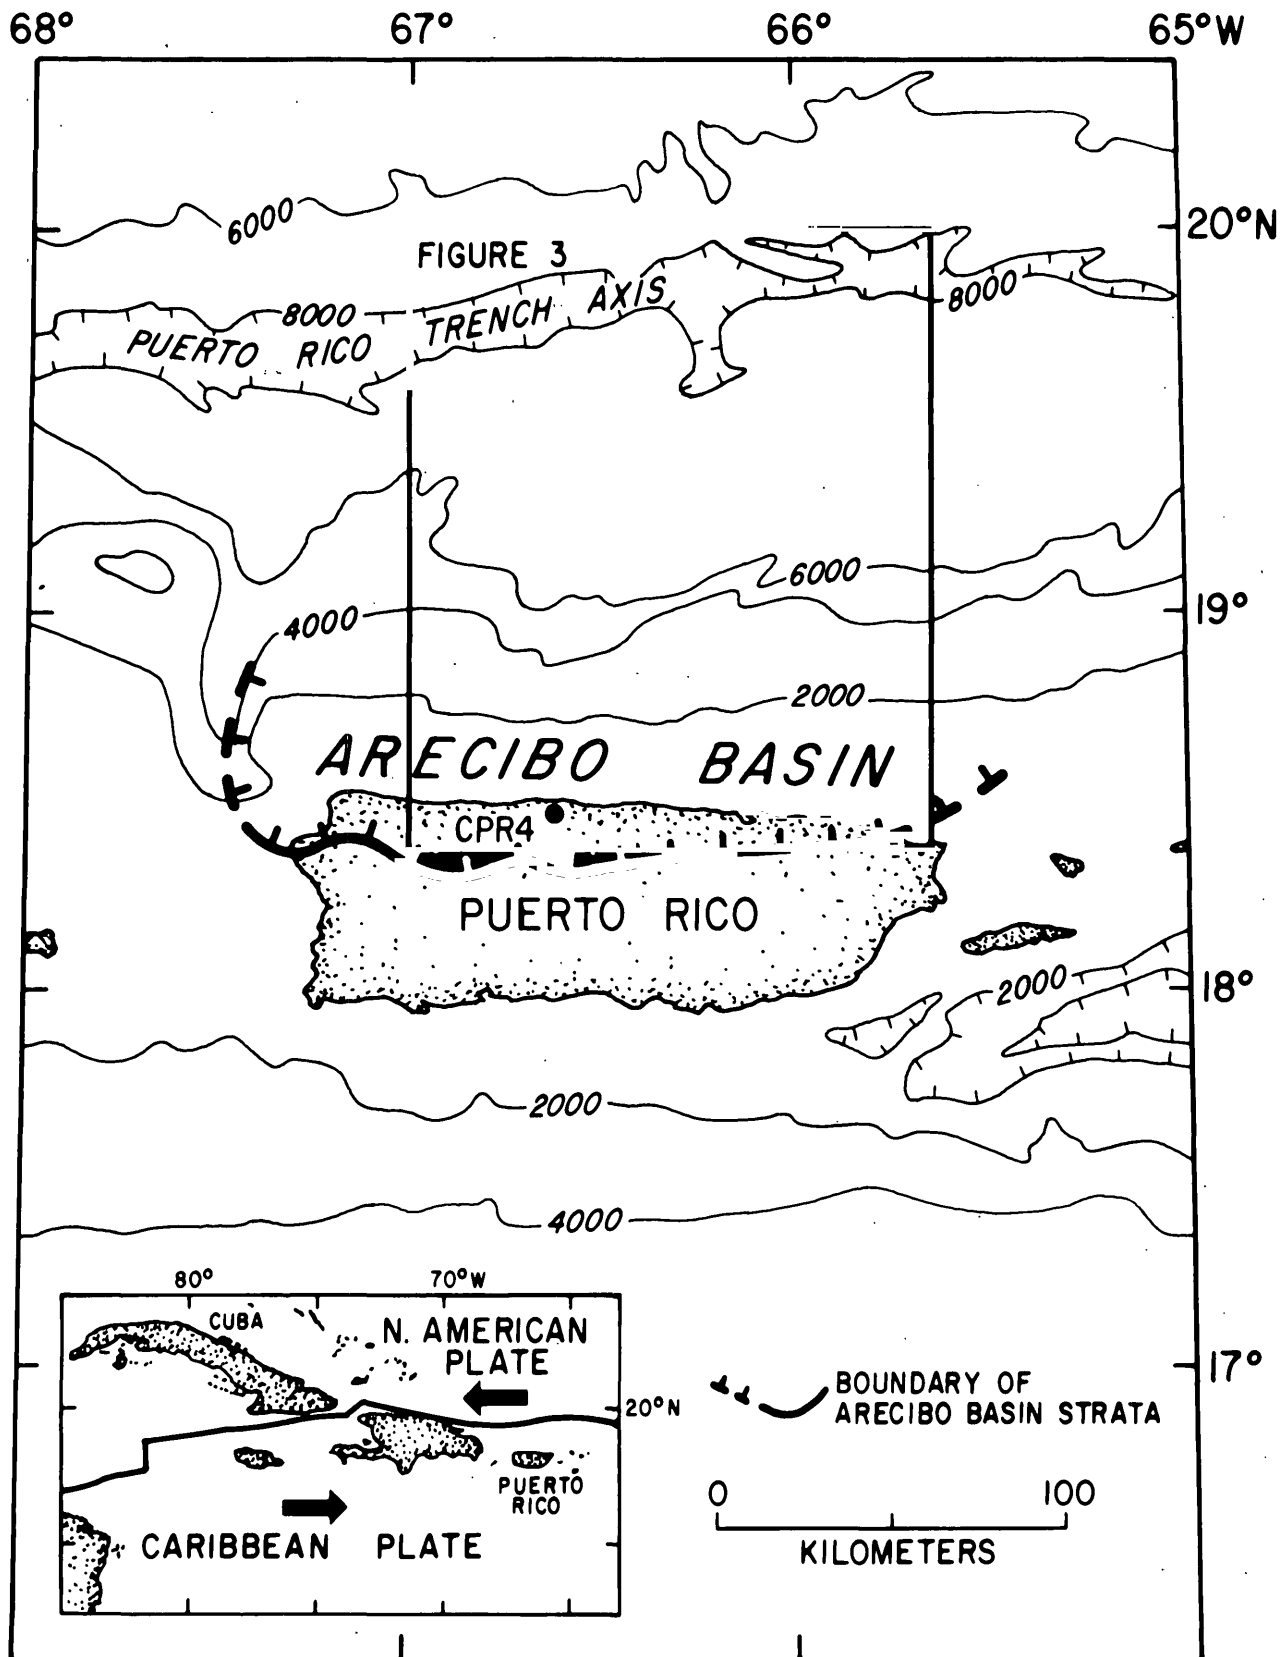 68° 67° 66° 65°W
6000
20°N
FIGURE 3
8000
8000
PUERTO RICO TRENCH AXIS
6000
19°
4000
2000
ARECIBO BASIN
CPR4
PUERTO RICO
2000
18°
2000
4000
80° 70°W
CUBA
N. AMERICAN
PLATE
20°N
PUERTO
RICO
CARIBBEAN PLATE
17°
BOUNDARY OF
ARECIBO BASIN STRATA
0 100
KILOMETERS